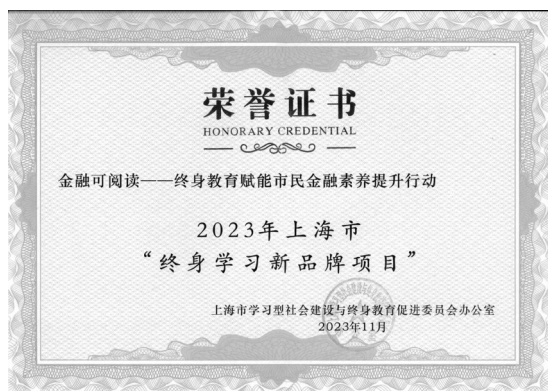 荣誉证书
HONORARY CREDENTIAL
金融可阅读——终身教育赋能市民金融素养提升行动
2023年上海市
“终身学习新品牌项目”
上海市学习型社会建设与终身教育促进委员会办公室
2023年11月